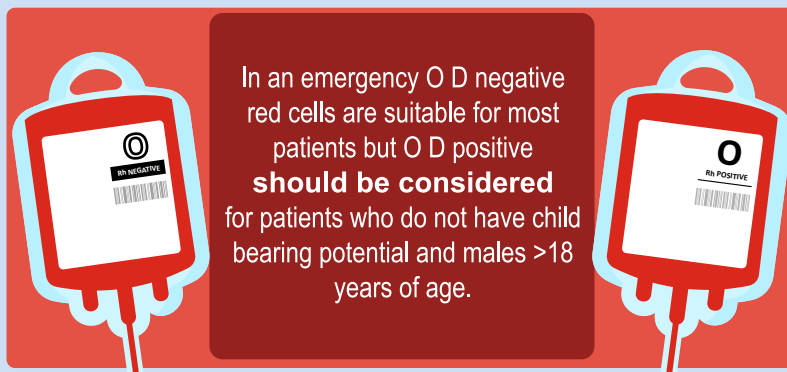 O
Rh NEGATIVE
In an emergency O D negative
red cells are suitable for most
patients but O D positive
should be considered
for patients who do not have child
bearing potential and males >18
years of age.
O
Rh POSITIVE